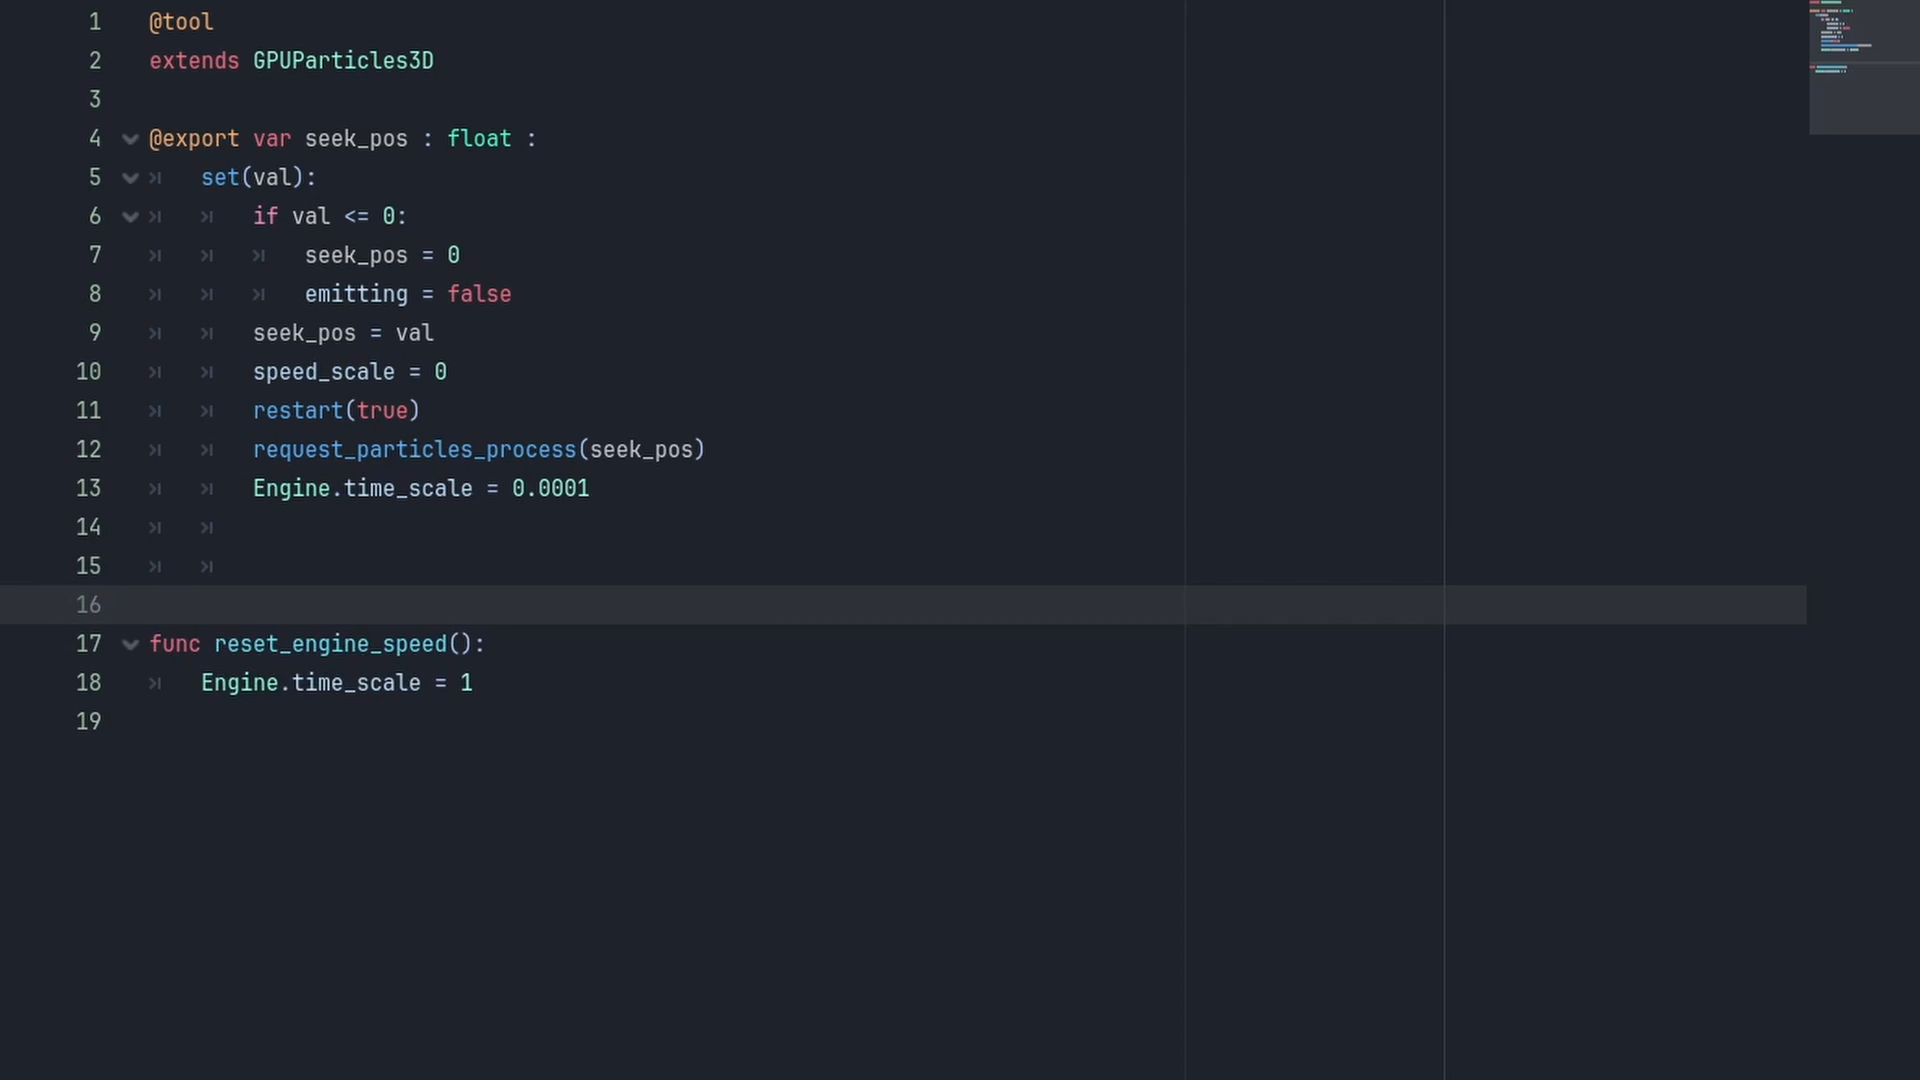 1 @tool
2 extends GPUParticles3D
3
4 @export var seek_pos : float :
5 set(val):
6 if val <= 0:
7 seek_pos = 0
8 emitting = false
9 seek_pos = val
10 speed_scale = 0
11 restart(true)
12 request_particles_process(seek_pos)
13 Engine.time_scale = 0.0001
14
15
16
17 func reset_engine_speed():
18 Engine.time_scale = 1
19